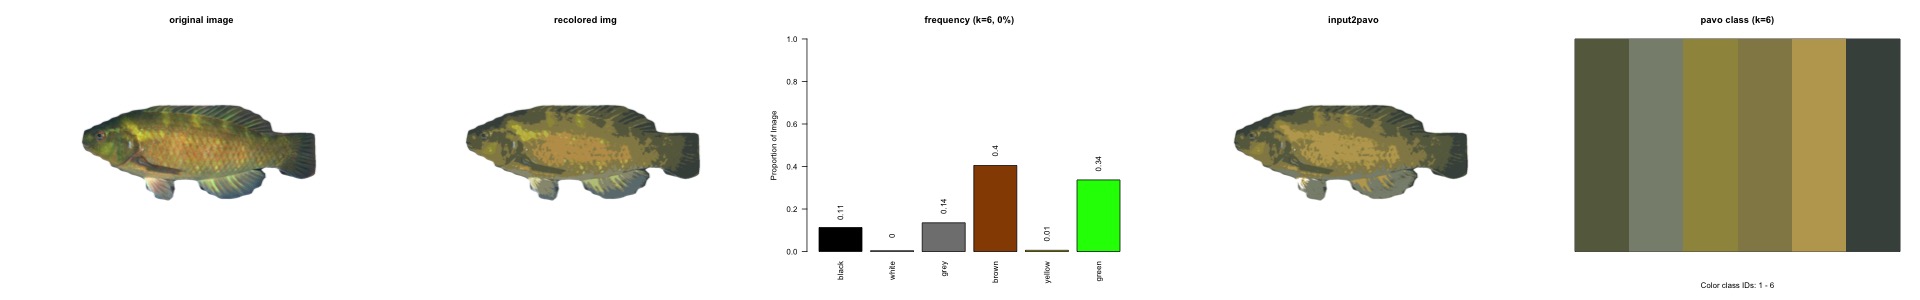 original image
recolored img
frequency (k=6, 0%)
input2pavo
pavo class (k=6)
Proportion of Image
1.0
0.8
0.6
0.4
0.2
0.0
0.11
0
0.14
0.4
0.01
0.34
black
white
grey
brown
yellow
green
Color class IDs: 1 - 6